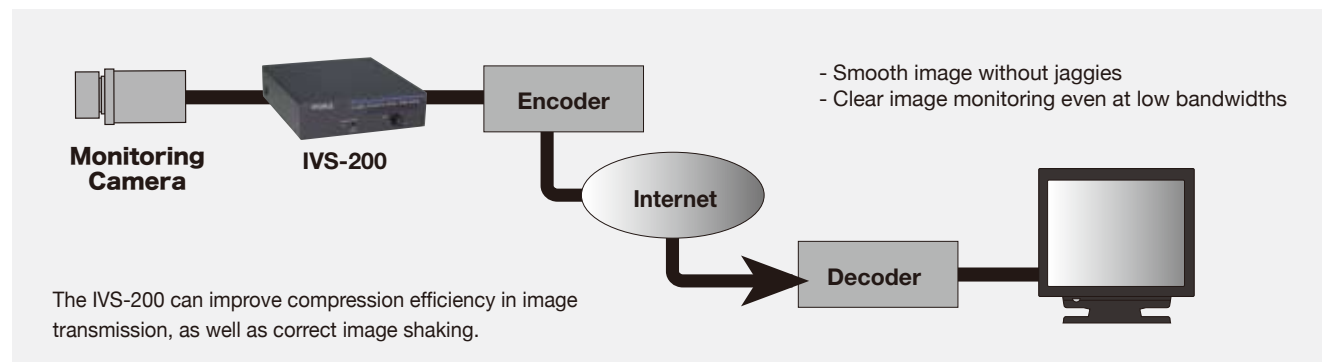 - Smooth image without jaggies
- Clear image monitoring even at low bandwidths
Encoder
Monitoring
Camera
IVS-200
Internet
Decoder
The IVS-200 can improve compression efficiency in image
transmission, as well as correct image shaking.